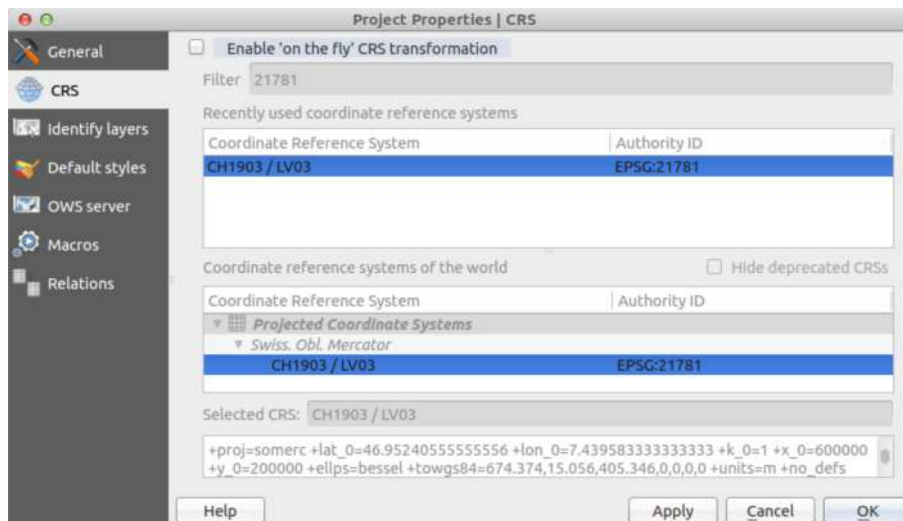 Project Properties | CRS
General
CRS
Identify layers
Default styles
OWS server
Macros
Relations
Enable 'on the fly' CRS transformation
Filter 21781
Recently used coordinate reference systems
Coordinate Reference System Authority ID
CH1903 / LV03 EPSG:21781
Coordinate reference systems of the world Hide deprecated CRSs
Coordinate Reference System Authority ID
Projected Coordinate Systems
Swiss. Obl. Mercator
CH1903 / LV03 EPSG:21781
Selected CRS: CH1903 / LV03
+proj=somerc +lat_0=46.95240555555556 +lon_0=7.439583333333333 +k_0=1 +x_0=600000
+y_0=200000 +ellps=bessel +towgs84=674.374,15.056,405.346,0,0,0,0 +units=m +no_defs
Help Apply Cancel OK